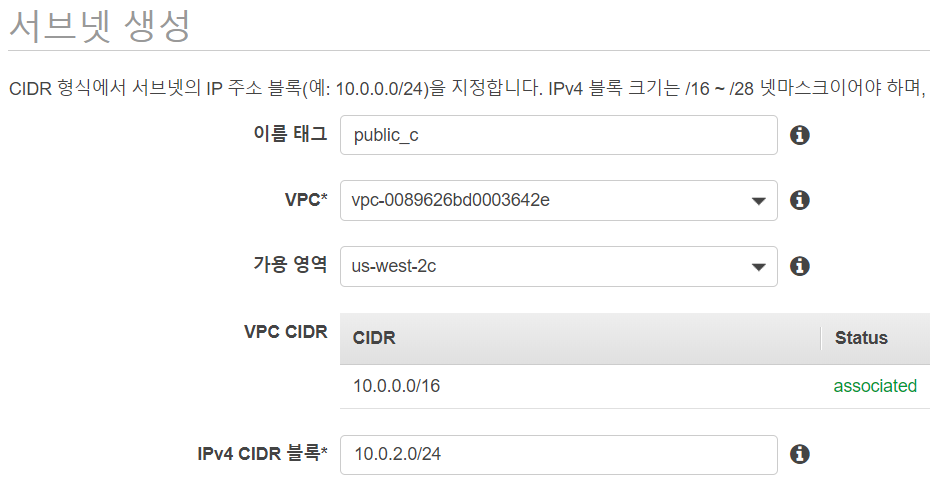 서브넷 생성
CIDR 형식에서 서브넷의 IP 주소 블록(예: 10.0.0.0/24)을 지정합니다. IPv4 블록 크기는 /16 ~ /28 넷마스크이어야 하며,
이름 태그 public_c
VPC* vpc-0089626bd0003642e
가용 영역 us-west-2c
VPC CIDR CIDR Status
10.0.0.0/16 associated
IPv4 CIDR 블록* 10.0.2.0/24